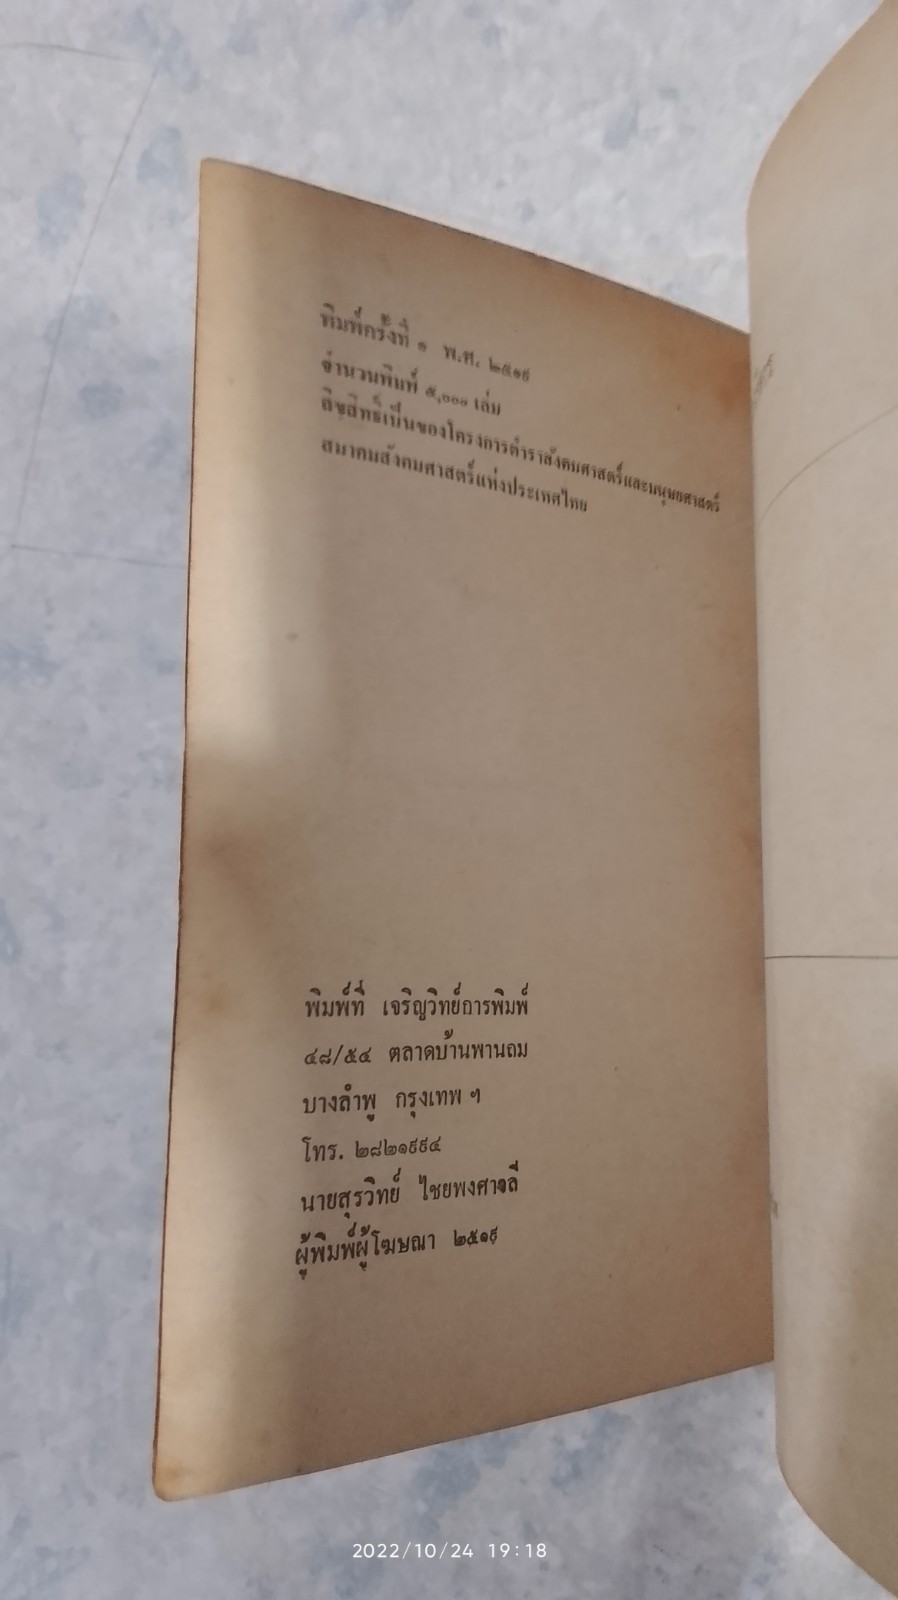 พิมพ์ครั้งที่ ๑ พ.ศ. ๒๕๑๙
จำนวนพิมพ์ ๕,๐๐๐ เล่ม
ลิขสิทธิ์เป็นของโครงการตำราสังคมศาสตร์และมนุษยศาสตร์
สมาคมสังคมศาสตร์แห่งประเทศไทย
พิมพ์ที่ เจริญวิทย์การพิมพ์
๔๘/๕๔ ตลาดบ้านพานถม
บางลำพู กรุงเทพ ฯ
โทร. ๒๘๒๑๙๙๔
นายสุรวิทย์ ไชยพงศาวลี
ผู้พิมพ์ผู้โฆษณา ๒๕๑๙
2022/10/24 19:18